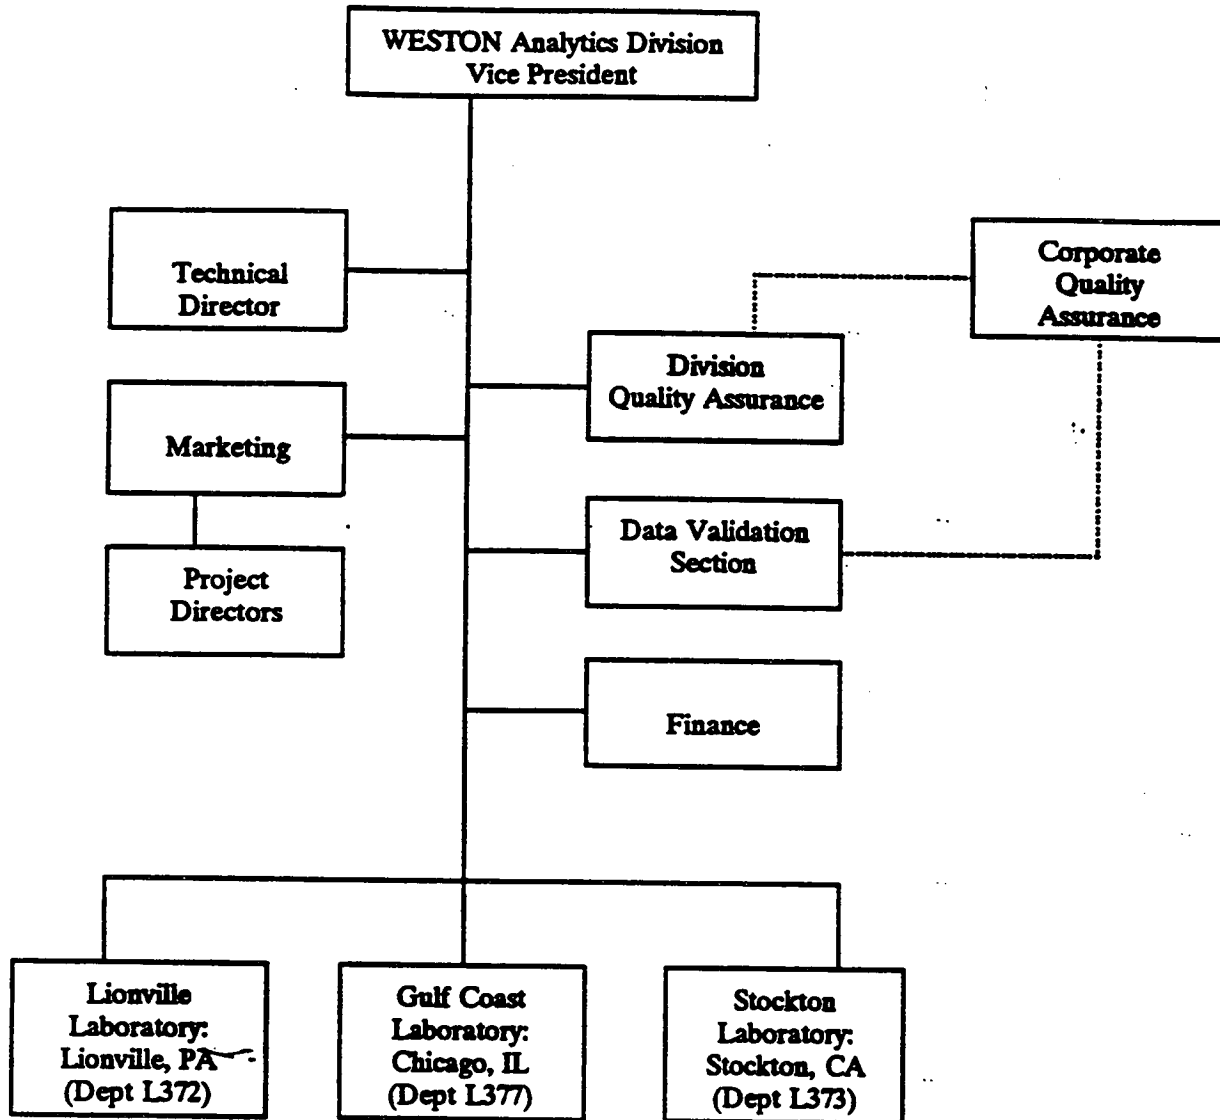 WESTON Analytics Division
Vice President
Technical
Director
Corporate
Quality
Assurance
Division
Quality Assurance
Marketing
Data Validation
Section
Project
Directors
Finance
Lionville
Laboratory:
Lionville, PA
(Dept L372)
Gulf Coast
Laboratory:
Chicago, IL
(Dept L377)
Stockton
Laboratory:
Stockton, CA
(Dept L373)